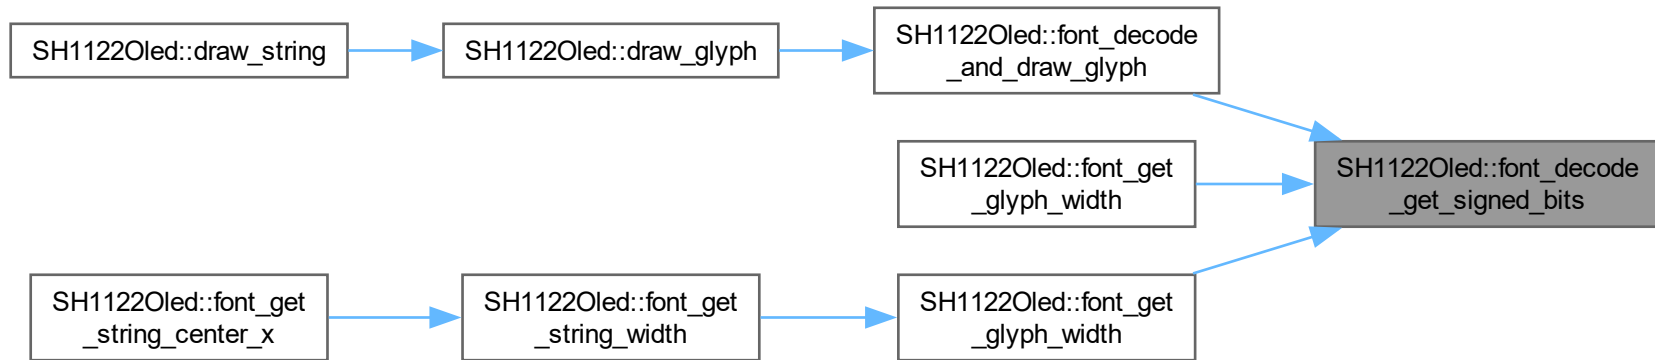 SH1122Oled::draw_string
SH1122Oled::draw_glyph
SH1122Oled::font_decode
_and_draw_glyph
SH1122Oled::font_get
_glyph_width
SH1122Oled::font_decode
_get_signed_bits
SH1122Oled::font_get
_string_center_x
SH1122Oled::font_get
_string_width
SH1122Oled::font_get
_glyph_width